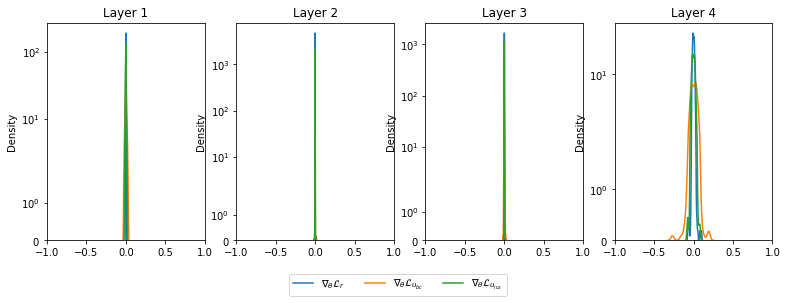 Layer 1 Layer 2 Layer 3 Layer 4
Density Density Density Density
10² 10¹ 10⁰ 0
10³ 10² 10¹ 10⁰ 0
10³ 10² 10¹ 10⁰ 0
10¹ 10⁰ 0
−1.0 −0.5 0.0 0.5 1.0 −1.0 −0.5 0.0 0.5 1.0 −1.0 −0.5 0.0 0.5 1.0 −1.0 −0.5 0.0 0.5 1.0
∇θℒr ∇θℒu_bc ∇θℒu_ics